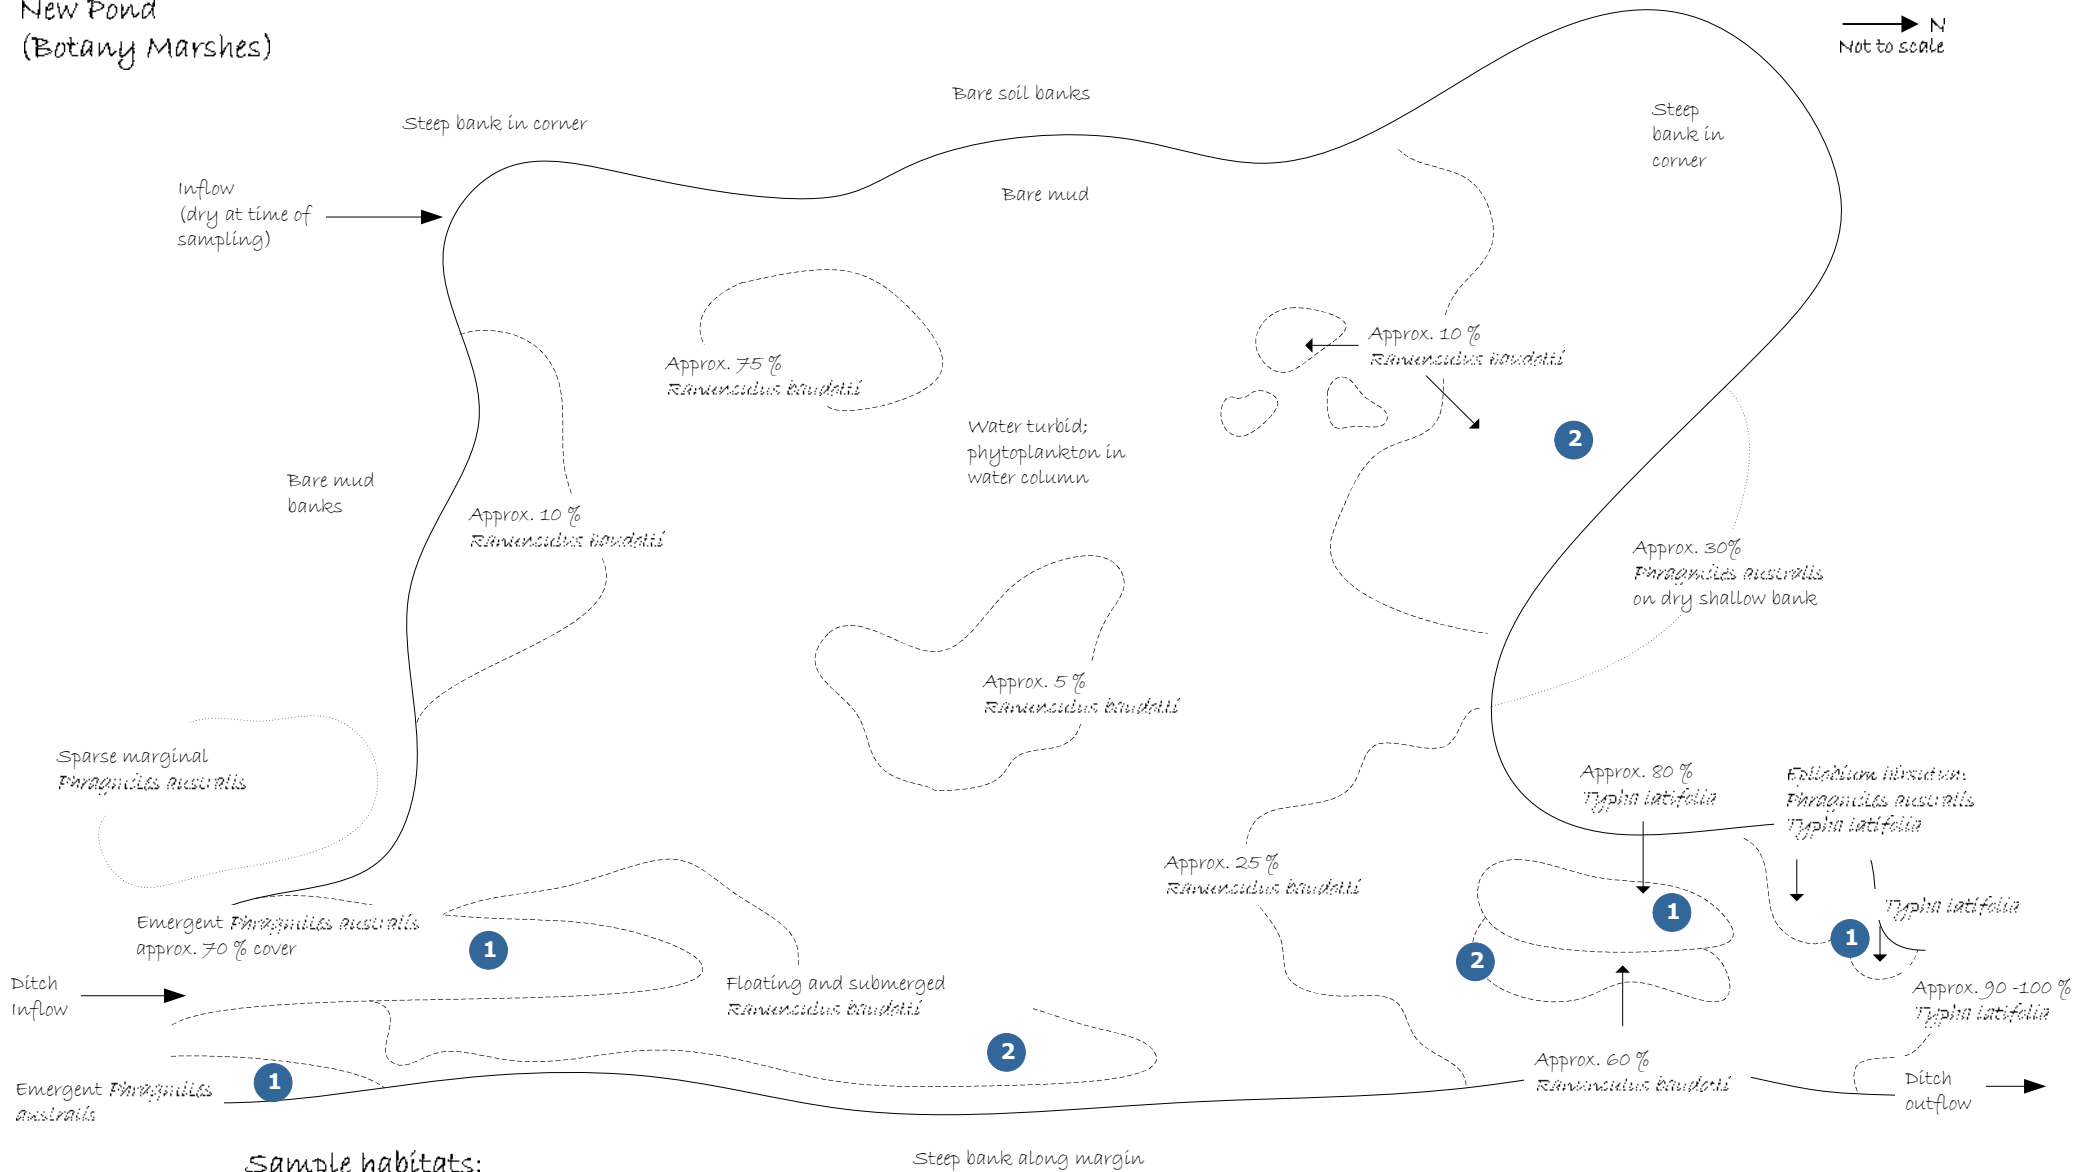 New Pond
(Botany Marshes)
N
Not to scale
Bare soil banks
Steep bank in corner
Steep
bank in
corner
Inflow
(dry at time of
sampling)
Bare mud
Approx. 10 %
Ranunculus baudotii
Approx. 75 %
Ranunculus baudotii
Water turbid;
phytoplankton in
water column
2
Bare mud
banks
Approx. 10 %
Ranunculus baudotii
Approx. 30%
Phragmites australis
on dry shallow bank
Approx. 5 %
Ranunculus baudotii
Sparse marginal
Phragmites australis
Approx. 80 %
Typha latifolia
Epilobium hirsutum
Phragmites australis
Typha latifolia
Approx. 25 %
Ranunculus baudotii
1
Typha latifolia
Emergent Phragmites australis
approx. 70 % cover
1
1
2
Ditch
Inflow
Floating and submerged
Ranunculus baudotii
Approx. 90 -100 %
Typha latifolia
2
Approx. 60 %
Ranunculus baudotii
Emergent Phragmites
australis
1
Ditch
outflow
Sample habitats:
Steep bank along margin